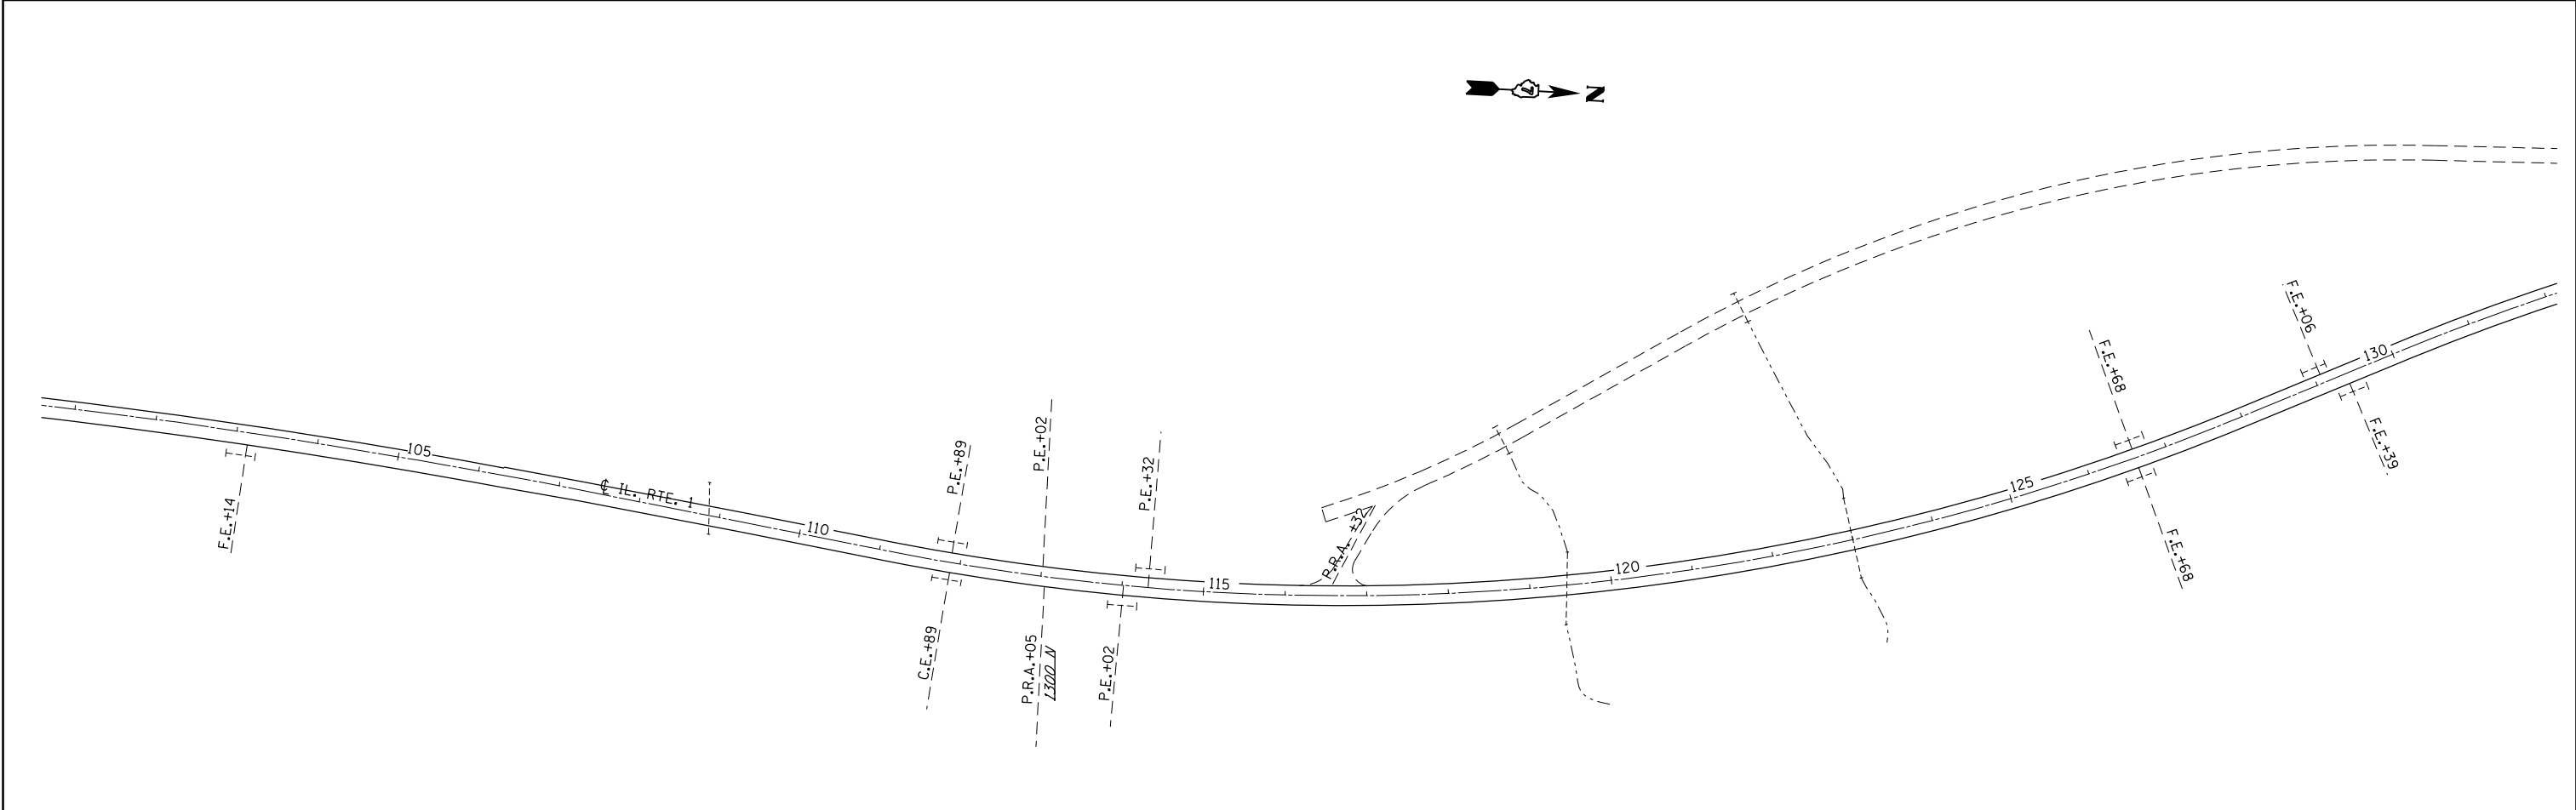 N
F.E.+14
105
℄ IL. RTE. 1
110
P.E.+89
C.E.+89
P.E.+02
P.R.A.+05
1300 N
P.E.+32
P.E.+02
115
P.R.A. +32
120
125
F.E.+68
F.E.+68
F.E.+06
130
F.E.+39